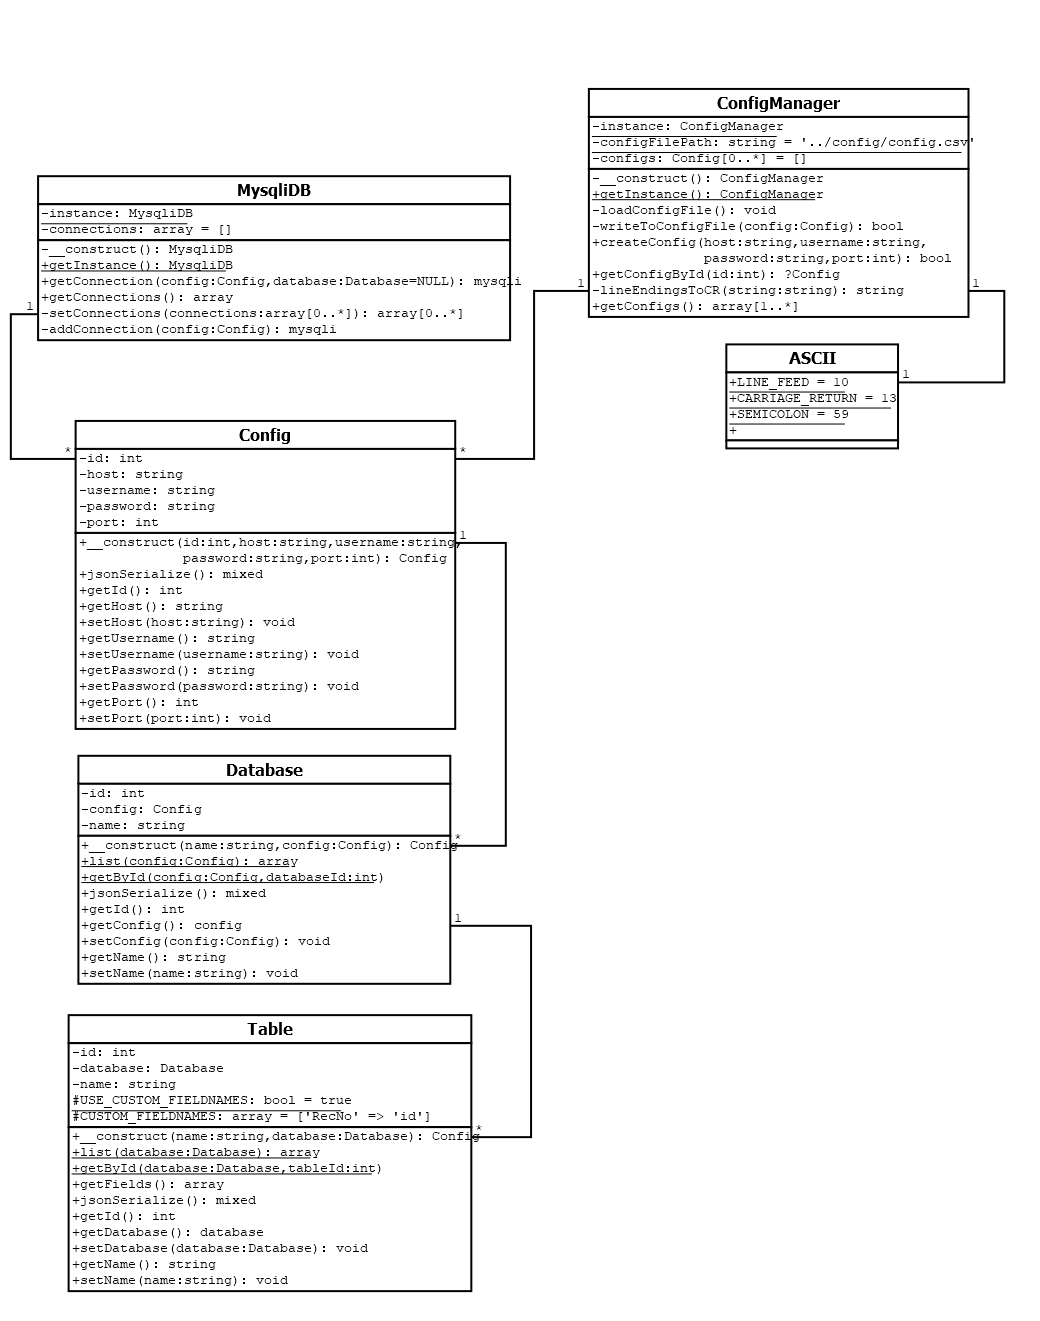 ConfigManager
-instance: ConfigManager
-configFilePath: string = '../config/config.csv'
-configs: Config[0..*] = []
-__construct(): ConfigManager
+getInstance(): ConfigManager
-loadConfigFile(): void
-writeToConfigFile(config:Config): bool
+createConfig(host:string,username:string,
password:string,port:int): bool
+getConfigById(id:int): ?Config
-lineEndingsToCR(string:string): string
+getConfigs(): array[1..*]
1
1
MysqliDB
-instance: MysqliDB
-connections: array = []
-__construct(): MysqliDB
+getInstance(): MysqliDB
+getConnection(config:Config,database:Database=NULL): mysqli
+getConnections(): array
-setConnections(connections:array[0..*]): array[0..*]
-addConnection(config:Config): mysqli
1
ASCII
+LINE_FEED = 10
+CARRIAGE_RETURN = 13
+SEMICOLON = 59
+
1
Config
-id: int
-host: string
-username: string
-password: string
-port: int
+__construct(id:int,host:string,username:string,
password:string,port:int): Config
+jsonSerialize(): mixed
+getId(): int
+getHost(): string
+setHost(host:string): void
+getUsername(): string
+setUsername(username:string): void
+getPassword(): string
+setPassword(password:string): void
+getPort(): int
+setPort(port:int): void
*
*
1
Database
-id: int
-config: Config
-name: string
+__construct(name:string,config:Config): Config
+list(config:Config): array
+getById(config:Config,databaseId:int)
+jsonSerialize(): mixed
+getId(): int
+getConfig(): config
+setConfig(config:Config): void
+getName(): string
+setName(name:string): void
*
1
Table
-id: int
-database: Database
-name: string
#USE_CUSTOM_FIELDNAMES: bool = true
#CUSTOM_FIELDNAMES: array = ['RecNo' => 'id']
+__construct(name:string,database:Database): Config
+list(database:Database): array
+getById(database:Database,tableId:int)
+getFields(): array
+jsonSerialize(): mixed
+getId(): int
+getDatabase(): database
+setDatabase(database:Database): void
+getName(): string
+setName(name:string): void
*